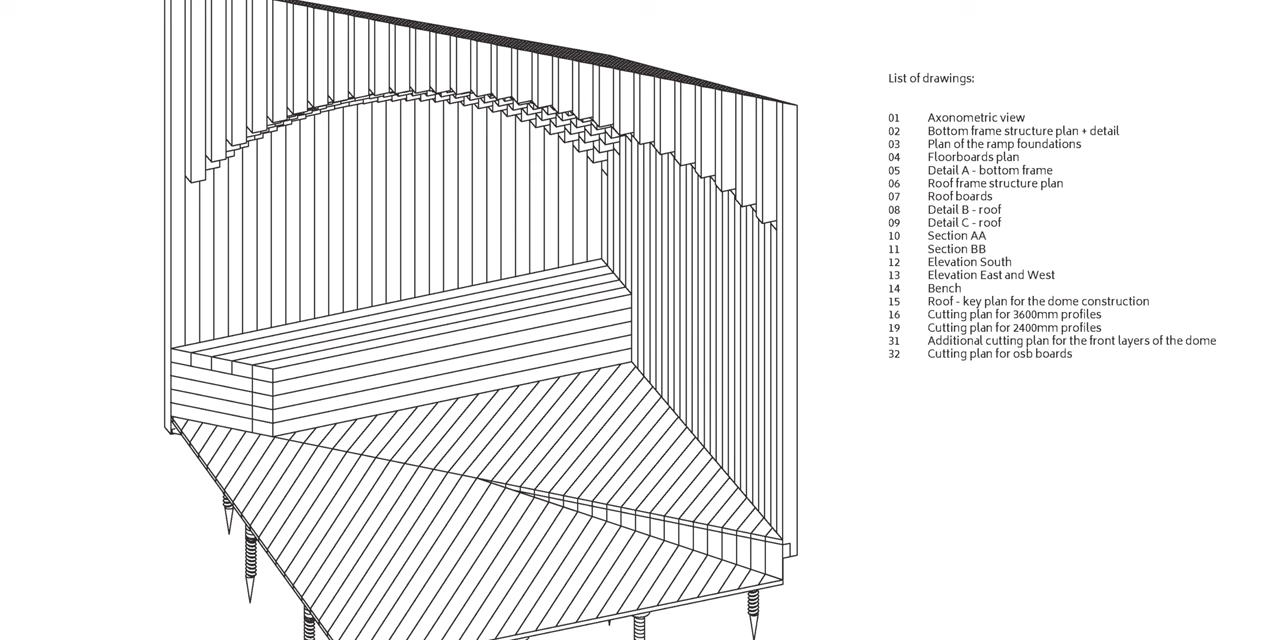 List of drawings:
01 Axonometric view
02 Bottom frame structure plan + detail
03 Plan of the ramp foundations
04 Floorboards plan
05 Detail A - bottom frame
06 Roof frame structure plan
07 Roof boards
08 Detail B - roof
09 Detail C - roof
10 Section AA
11 Section BB
12 Elevation South
13 Elevation East and West
14 Bench
15 Roof - key plan for the dome construction
16 Cutting plan for 3600mm profiles
19 Cutting plan for 2400mm profiles
31 Additional cutting plan for the front layers of the dome
32 Cutting plan for osb boards